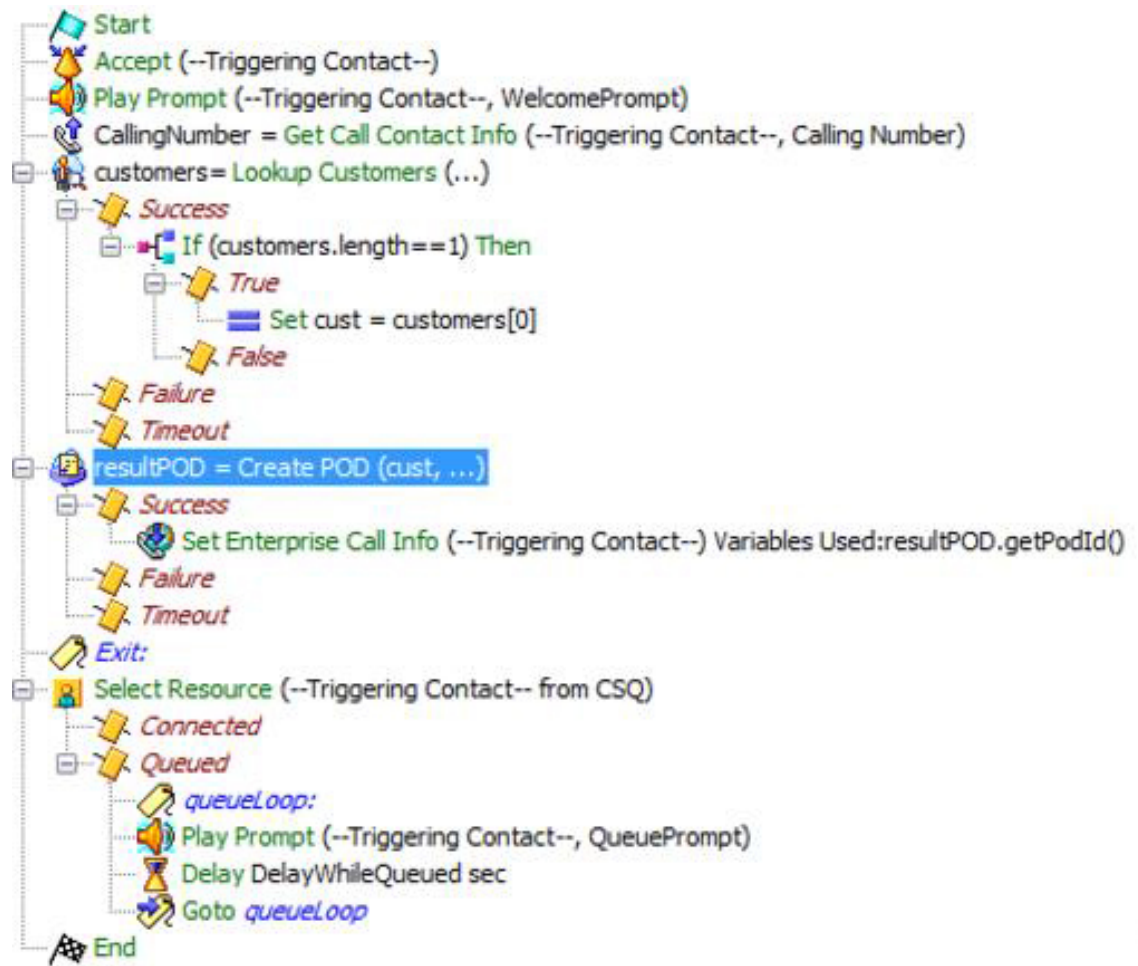 Start
Accept (--Triggering Contact--)
Play Prompt (--Triggering Contact--, WelcomePrompt)
CallingNumber = Get Call Contact Info (--Triggering Contact--, Calling Number)
customers= Lookup Customers (...)
Success
If (customers.length==1) Then
True
Set cust = customers[0]
False
Failure
Timeout
resultPOD = Create POD (cust, ...)
Success
Set Enterprise Call Info (--Triggering Contact--) Variables Used:resultPOD.getPodId()
Failure
Timeout
Exit:
Select Resource (--Triggering Contact-- from CSQ)
Connected
Queued
queueLoop:
Play Prompt (--Triggering Contact--, QueuePrompt)
Delay DelayWhileQueued sec
Goto queueLoop
End